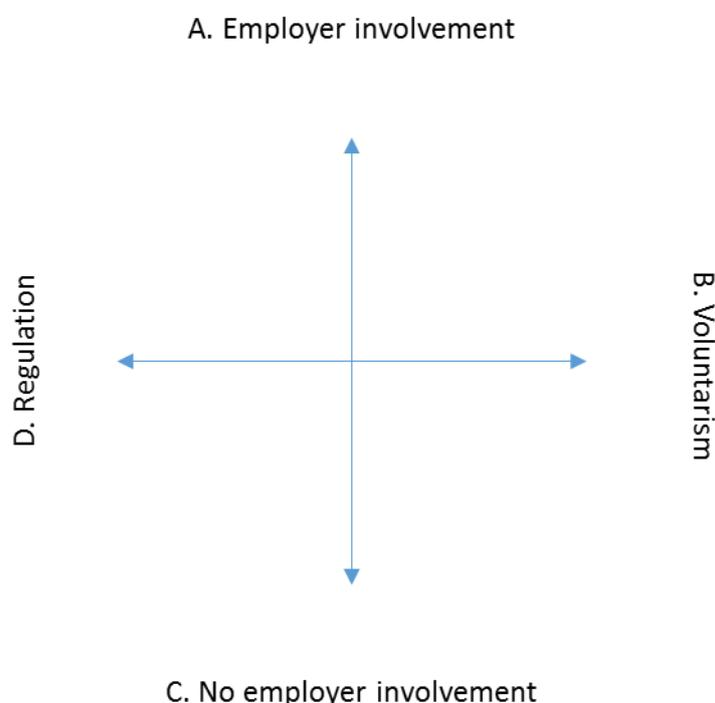 A. Employer involvement
D. Regulation
B. Voluntarism
C. No employer involvement